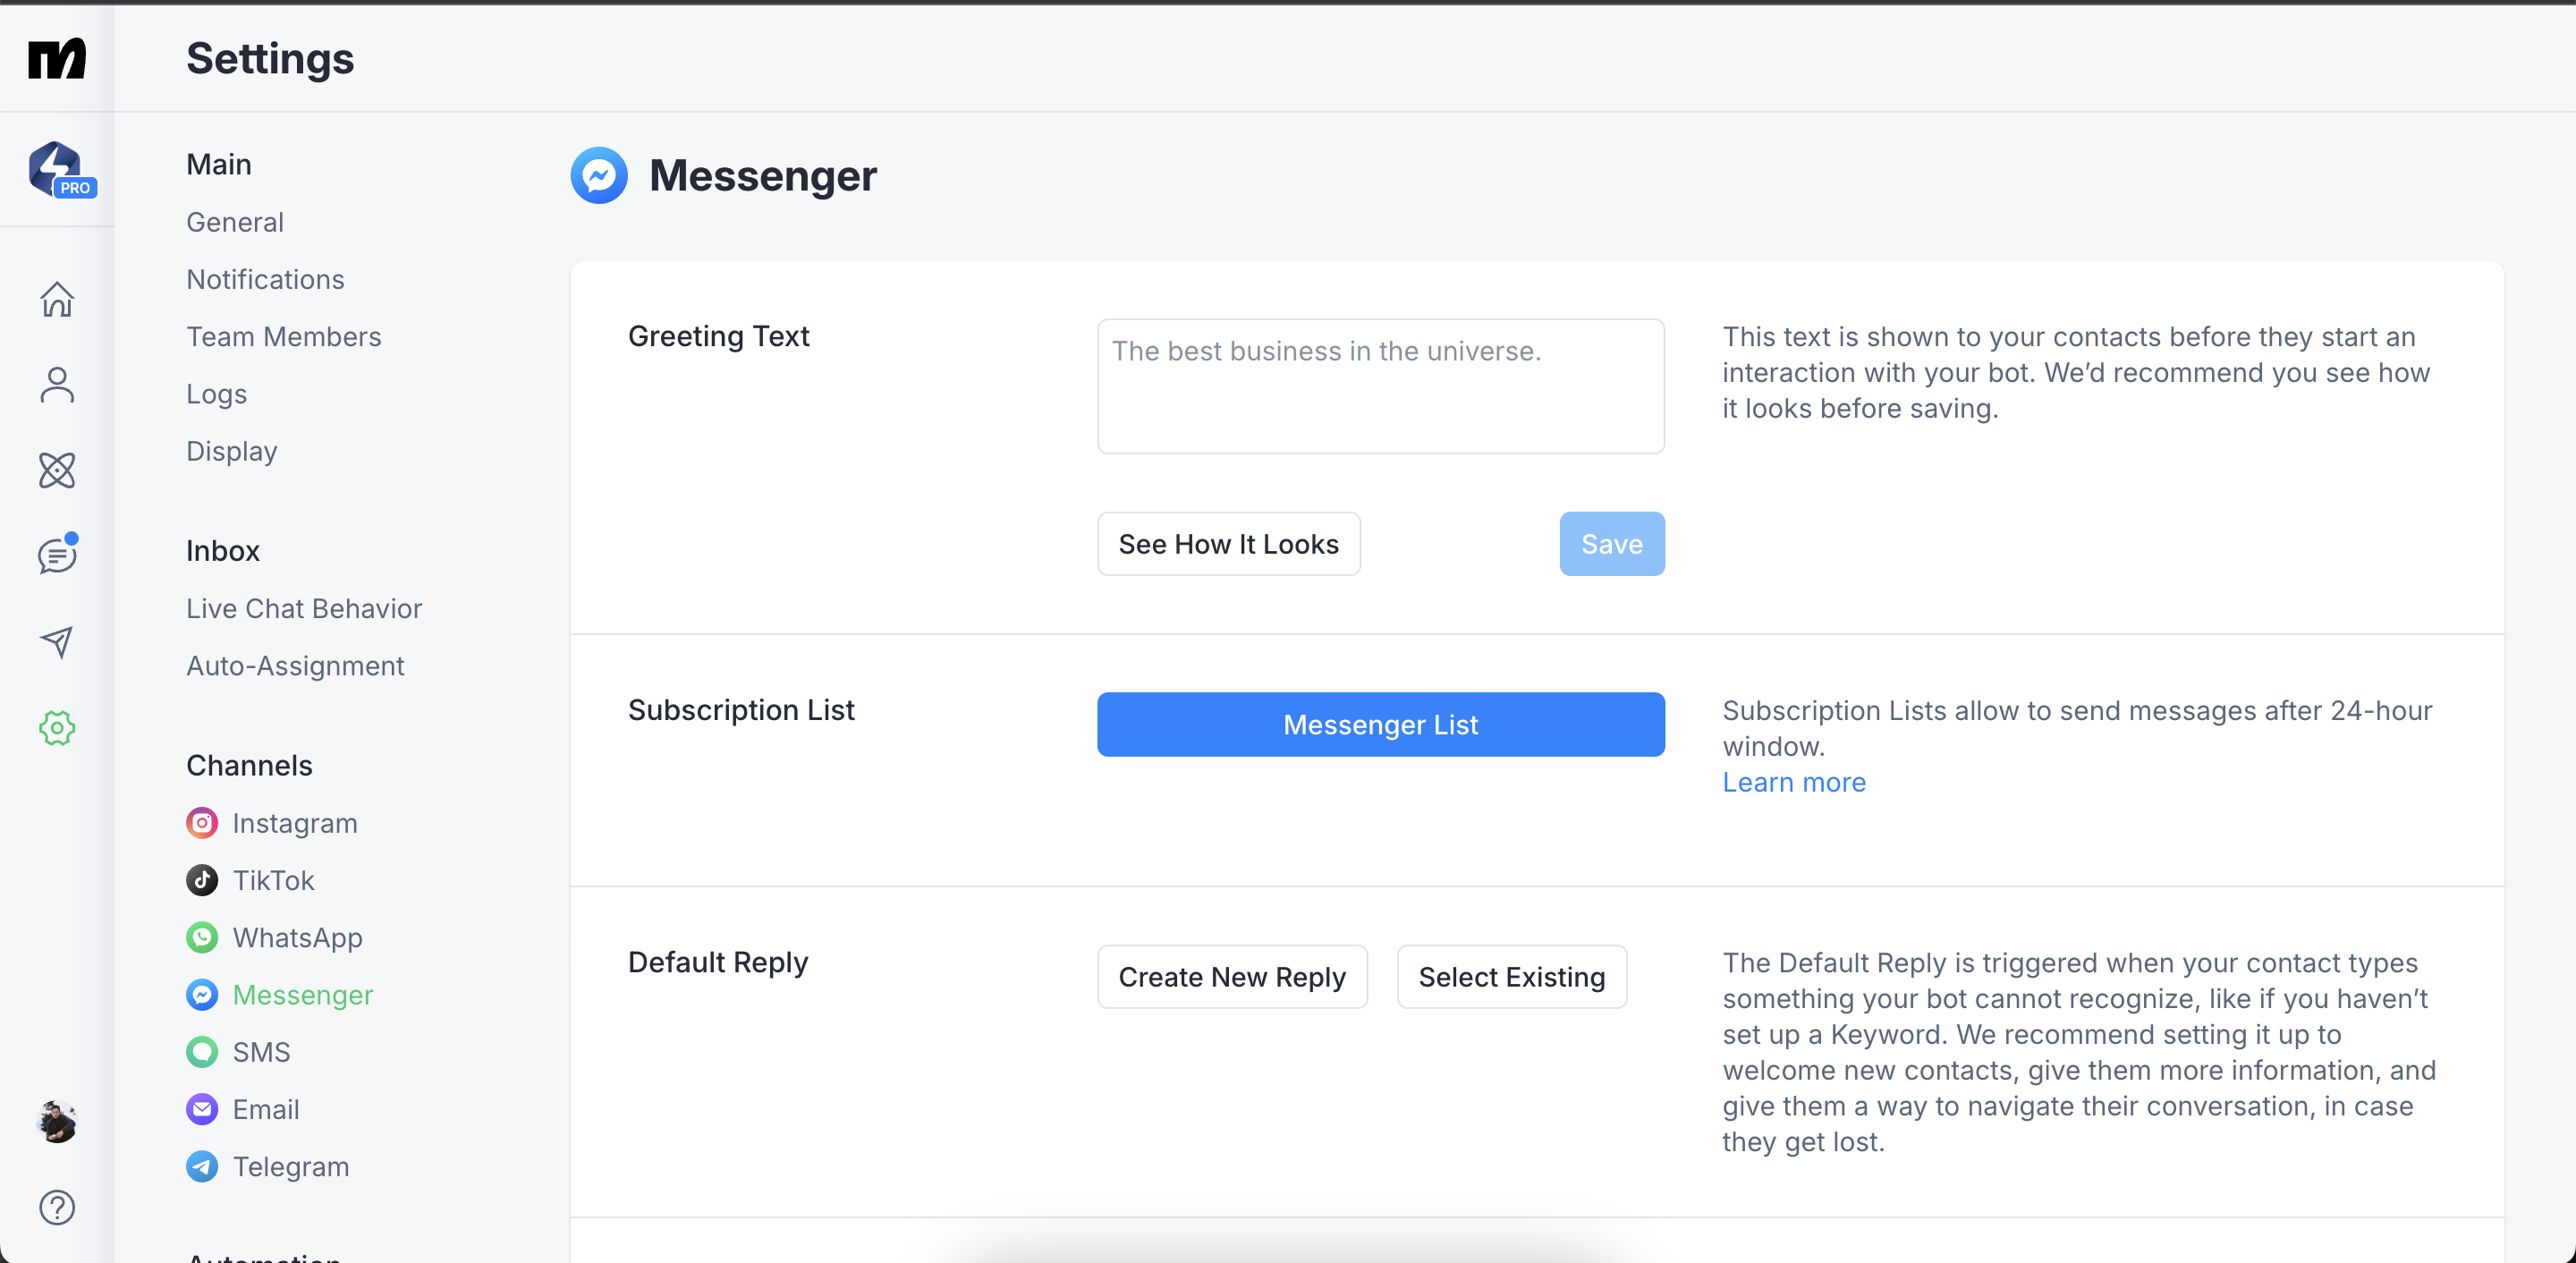 Settings
PRO
Main
General
Notifications
Team Members
Logs
Display
Inbox
Live Chat Behavior
Auto-Assignment
Channels
Instagram
TikTok
WhatsApp
Messenger
SMS
Email
Telegram
Automation
Messenger
Greeting Text
The best business in the universe.
See How It Looks
Save
This text is shown to your contacts before they start an
interaction with your bot. We’d recommend you see how
it looks before saving.
Subscription List
Messenger List
Subscription Lists allow to send messages after 24-hour
window.
Learn more
Default Reply
Create New Reply
Select Existing
The Default Reply is triggered when your contact types
something your bot cannot recognize, like if you haven’t
set up a Keyword. We recommend setting it up to
welcome new contacts, give them more information, and
give them a way to navigate their conversation, in case
they get lost.